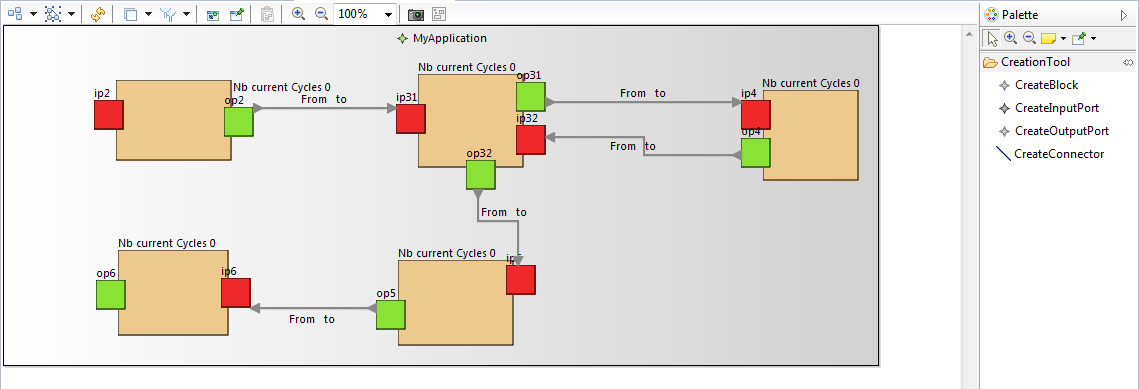 100%
Palette
MyApplication
CreationTool
CreateBlock
CreateInputPort
CreateOutputPort
CreateConnector
ip2
Nb current Cycles 0
op2
From to
Nb current Cycles 0
ip31
op31
ip32
op32
From to
Nb current Cycles 0
ip4
op4
From to
From to
Nb current Cycles 0
op6
ip6
Nb current Cycles 0
op5
From to